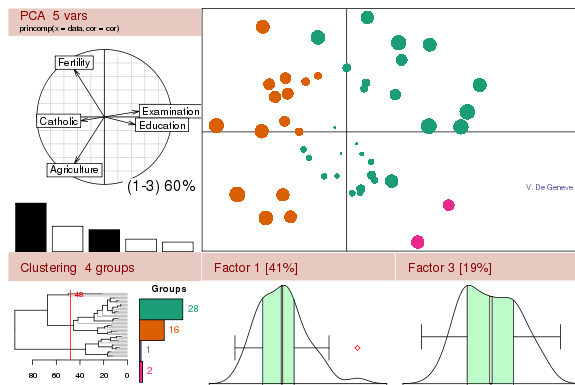 PCA 5 vars
princomp(x = data, cor = cor)
Fertility
Examination
Catholic
Education
Agriculture
(1-3) 60%
V. De Geneve
Clustering 4 groups
Factor 1 [41%]
Factor 3 [19%]
48
Groups
28
16
1
2
80 60 40 20 0